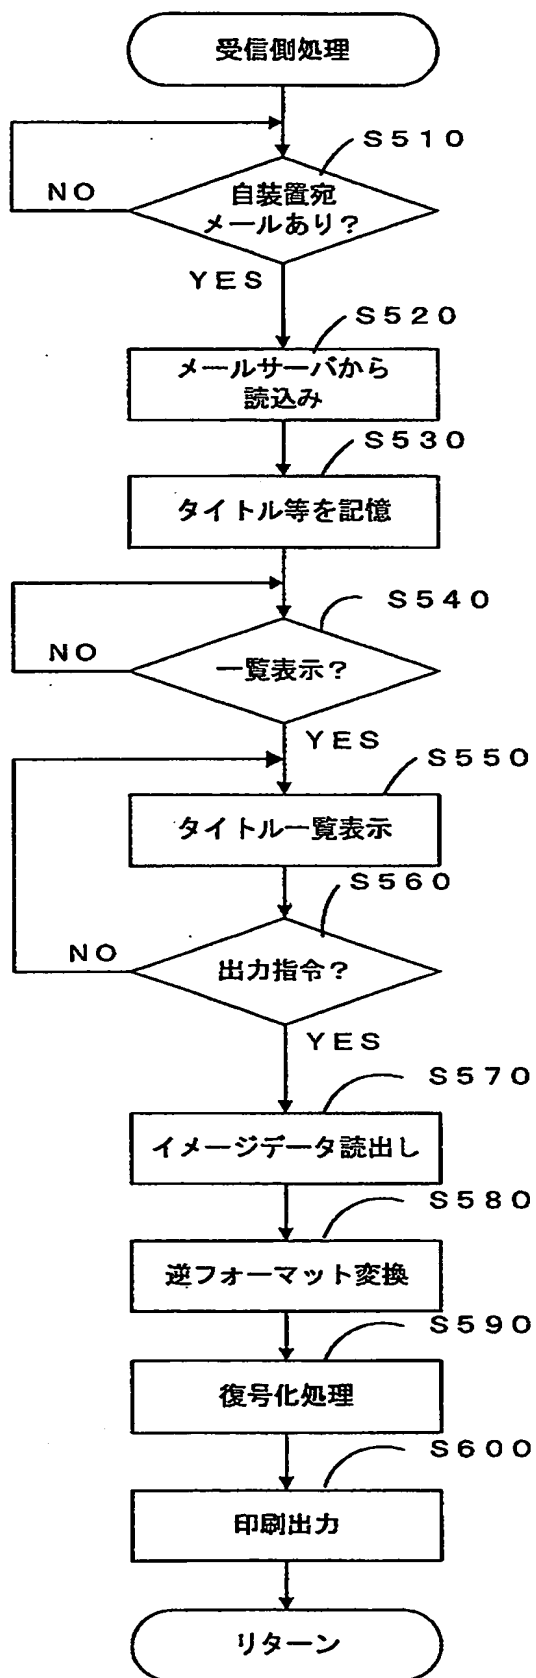 受信側処理
S510
NO
自装置宛
メールあり?
YES
S520
メールサーバから
読込み
S530
タイトル等を記憶
S540
NO
一覧表示?
YES
S550
タイトル一覧表示
S560
NO
出力指令?
YES
S570
イメージデータ読出し
S580
逆フォーマット変換
S590
復号化処理
S600
印刷出力
リターン